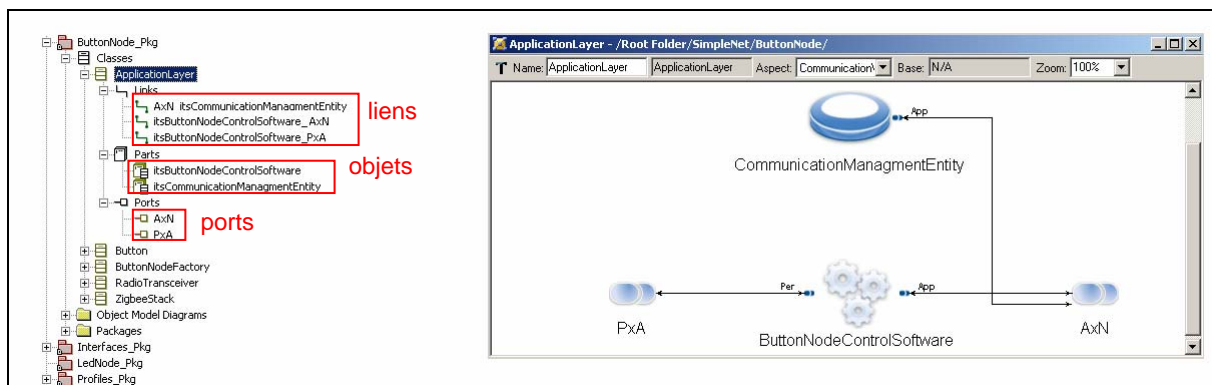 ButtonNode_Pkg
Classes
ApplicationLayer
Links
AxN itsCommunicationManagmentEntity
itsButtonNodeControlSoftware_AxN
itsButtonNodeControlSoftware_PxA
liens
Parts
itsButtonNodeControlSoftware
itsCommunicationManagmentEntity
objets
Ports
AxN
PxA
ports
Button
ButtonNodeFactory
RadioTransceiver
ZigbeeStack
Object Model Diagrams
Packages
Interfaces_Pkg
LedNode_Pkg
Profiles_Pkg
ApplicationLayer - /Root Folder/SimpleNet/ButtonNode/
Name: ApplicationLayer ApplicationLayer Aspect: Communication\ Base: N/A Zoom: 100%
App
CommunicationManagmentEntity
Per
App
PxA
ButtonNodeControlSoftware
AxN